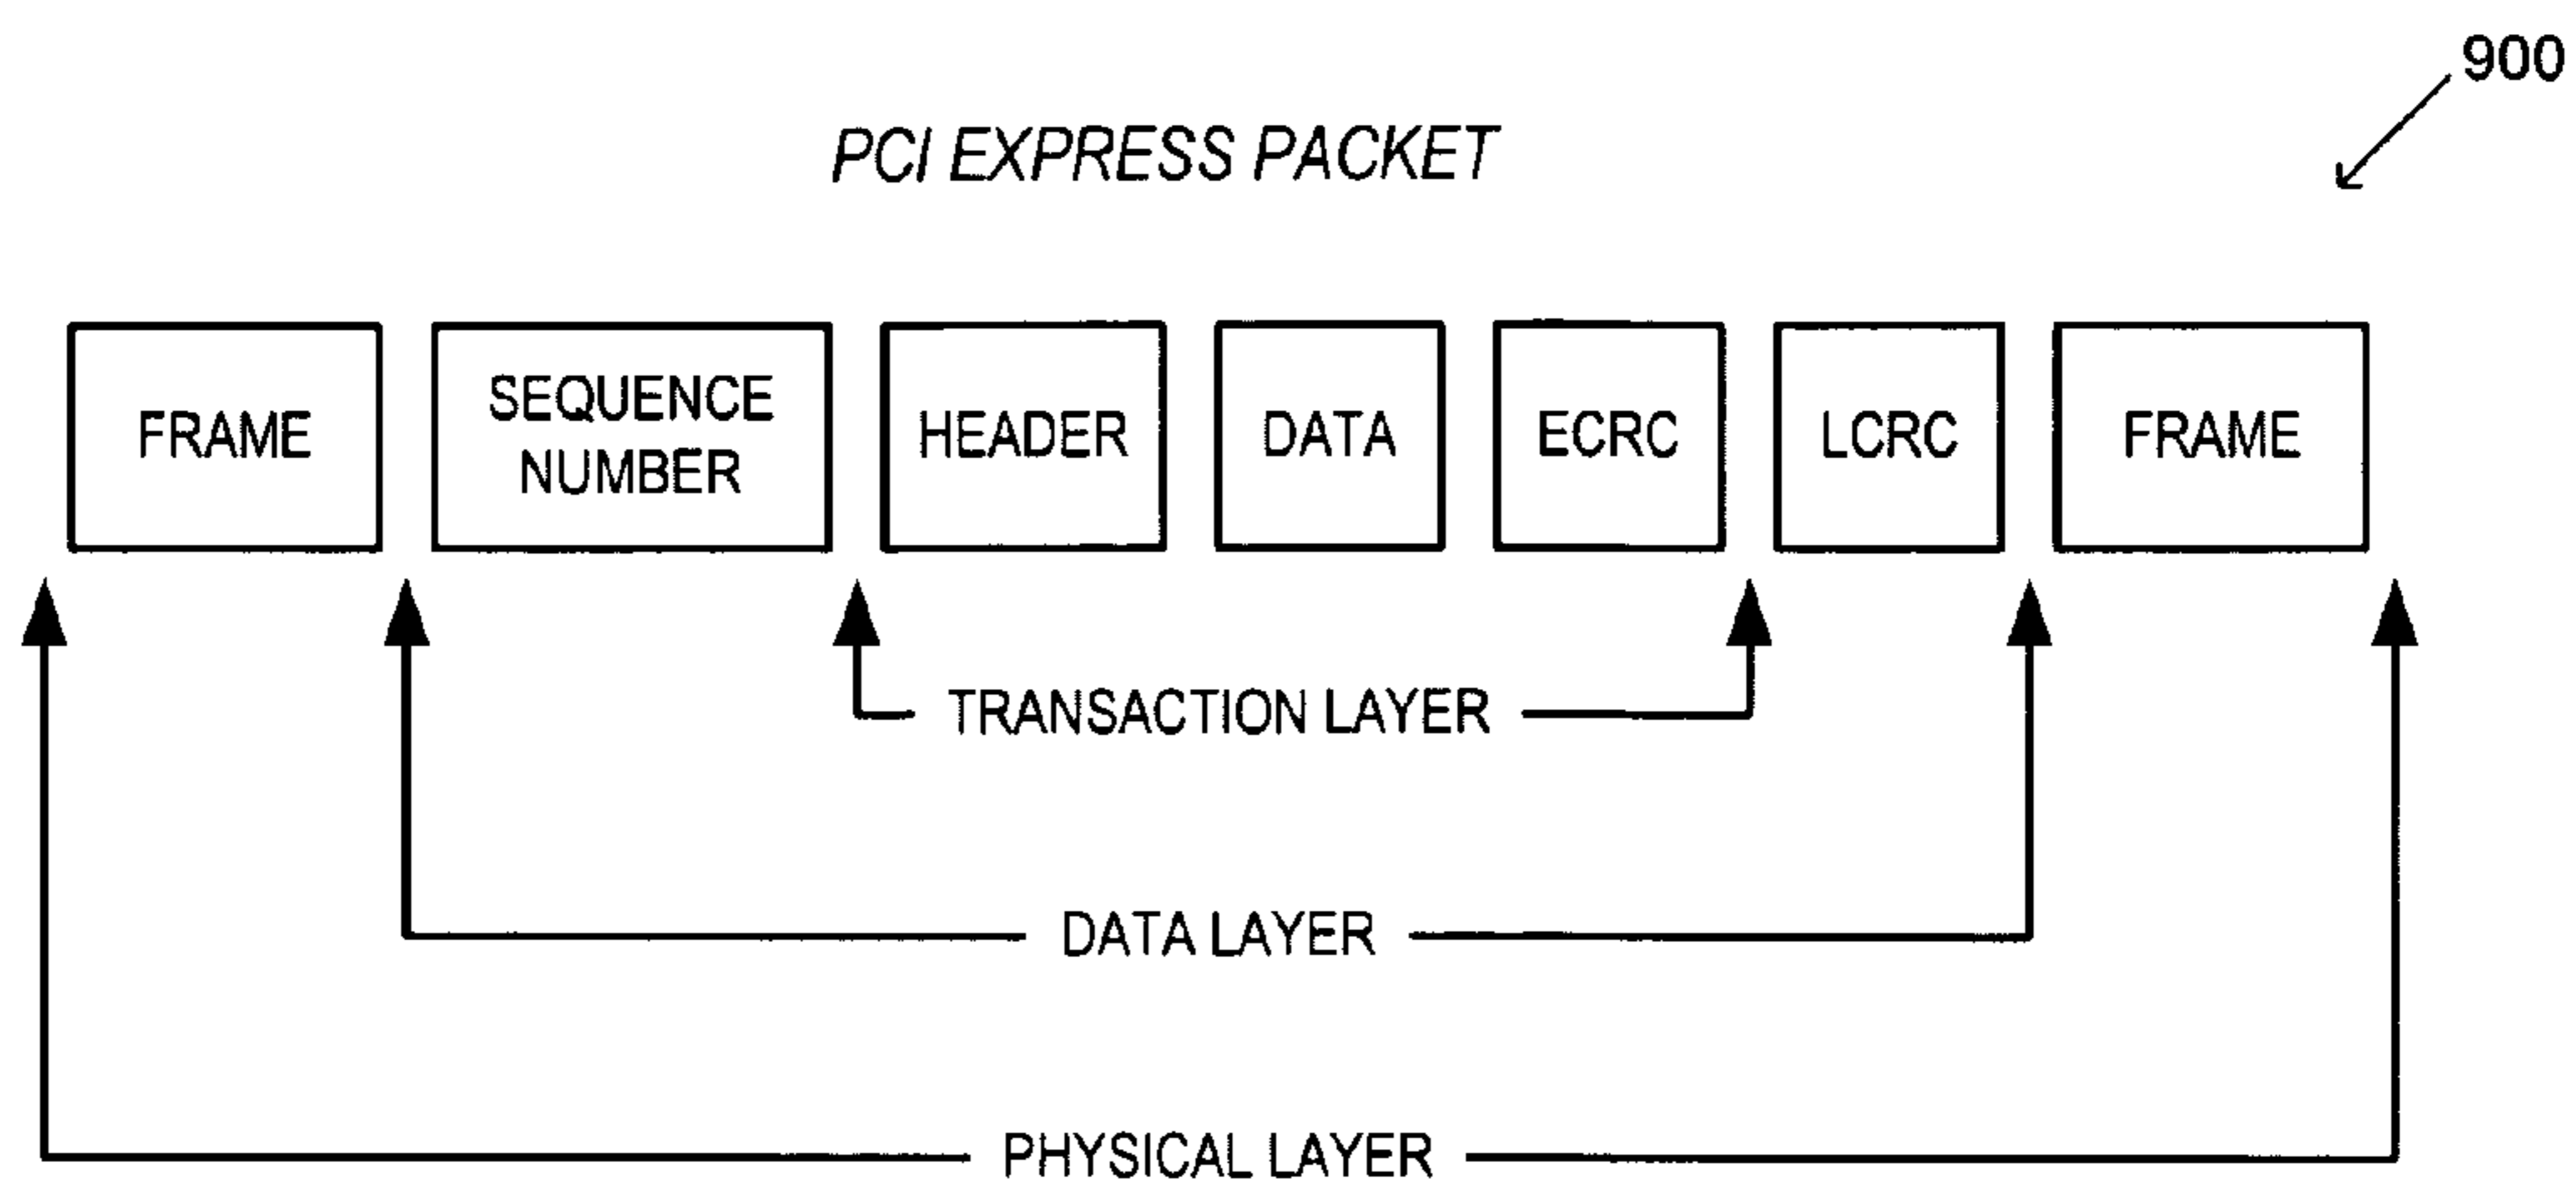 900
PCI EXPRESS PACKET
FRAME
SEQUENCE
NUMBER
HEADER
DATA
ECRC
LCRC
FRAME
TRANSACTION LAYER
DATA LAYER
PHYSICAL LAYER